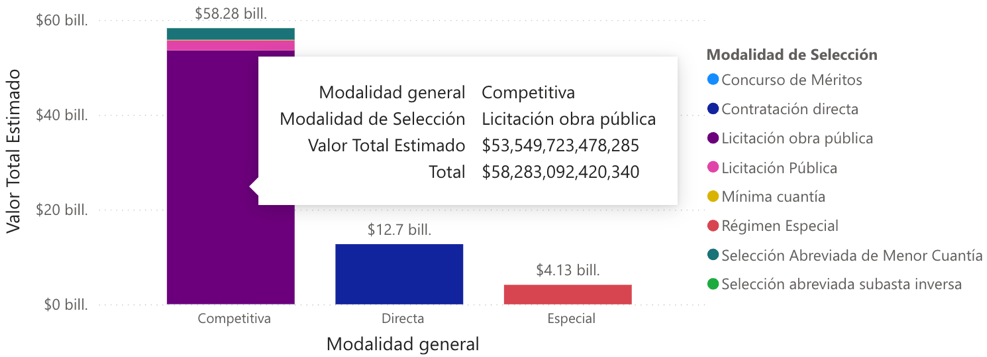 $60 bill.
$40 bill.
$20 bill.
$0 bill.
Valor Total Estimado
$58.28 bill.
$12.7 bill.
$4.13 bill.
Modalidad general Competitiva
Modalidad de Selección Licitación obra pública
Valor Total Estimado $53,549,723,478,285
Total $58,283,092,420,340
Competitiva
Directa
Especial
Modalidad general
Modalidad de Selección
Concurso de Méritos
Contratación directa
Licitación obra pública
Licitación Pública
Mínima cuantía
Régimen Especial
Selección Abreviada de Menor Cuantía
Selección abreviada subasta inversa